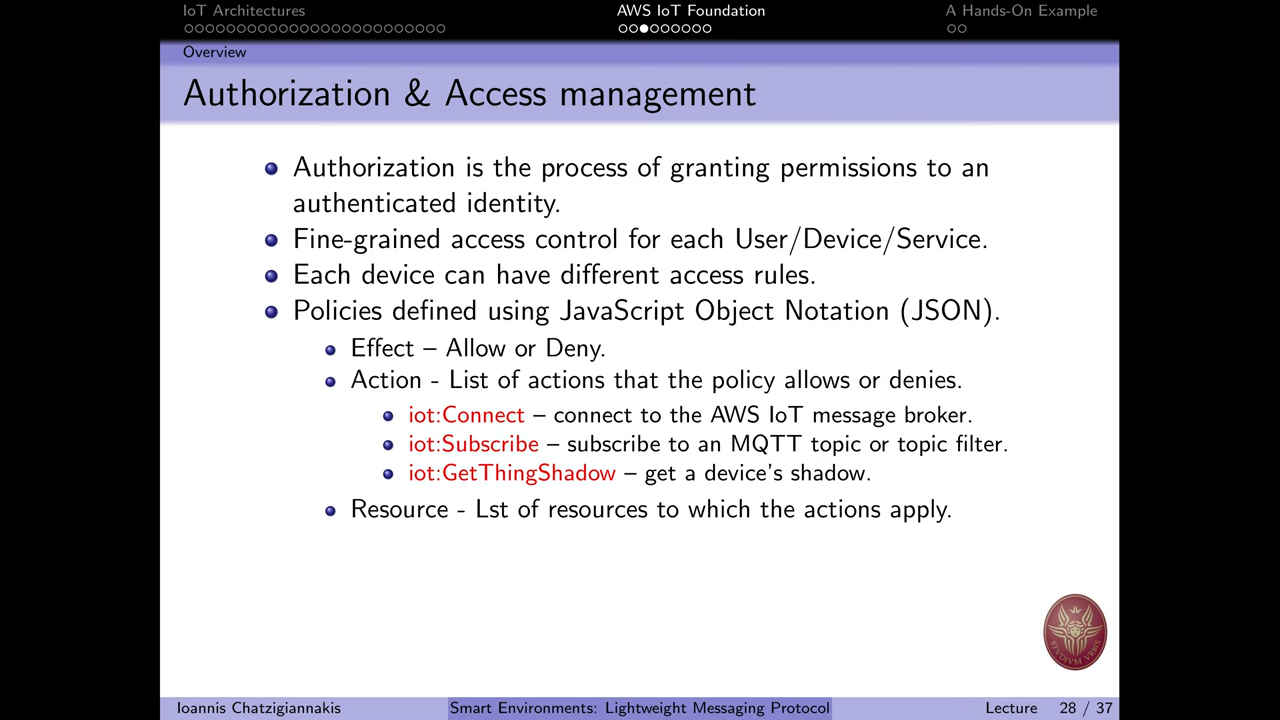 IoT Architectures
AWS IoT Foundation
A Hands-On Example
Overview
Authorization & Access management
Authorization is the process of granting permissions to an
authenticated identity.
Fine-grained access control for each User/Device/Service.
Each device can have different access rules.
Policies defined using JavaScript Object Notation (JSON).
Effect – Allow or Deny.
Action - List of actions that the policy allows or denies.
iot:Connect – connect to the AWS IoT message broker.
iot:Subscribe – subscribe to an MQTT topic or topic filter.
iot:GetThingShadow – get a device's shadow.
Resource - Lst of resources to which the actions apply.
STVDIVM VRBIS
Ioannis Chatzigiannakis
Smart Environments: Lightweight Messaging Protocol
Lecture 28 / 37